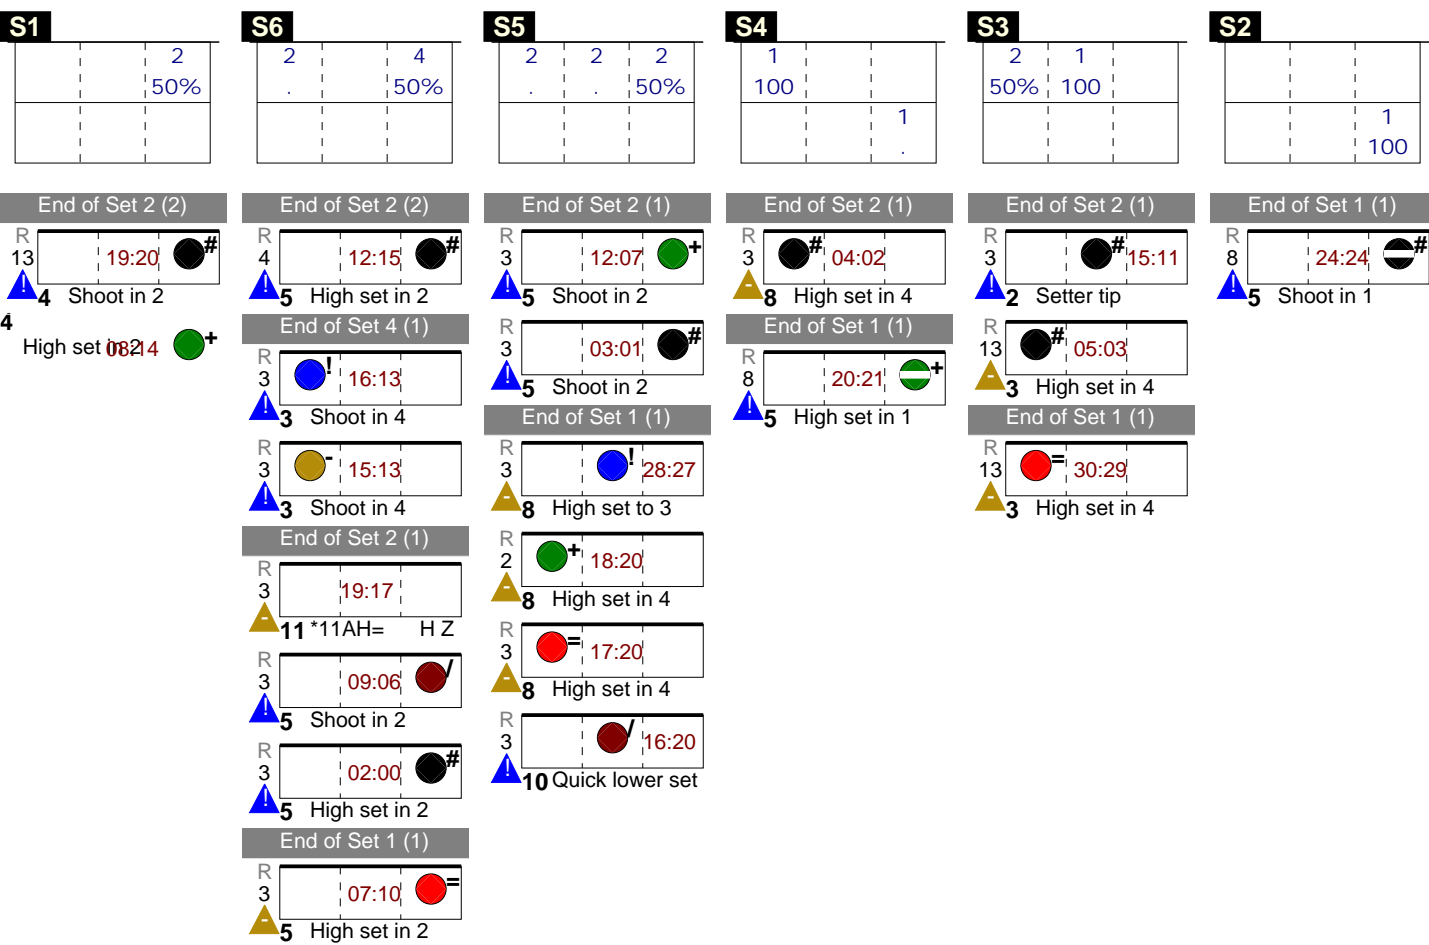 S1
2
50%
End of Set 2 (2)
R
13
19:20
#
!
4
Shoot in 2
4
High set in 2
08:14
+
S6
2
4
.
50%
End of Set 2 (2)
R
4
12:15
#
!
5
High set in 2
End of Set 4 (1)
R
3
!
16:13
!
3
Shoot in 4
R
3
-
15:13
!
3
Shoot in 4
End of Set 2 (1)
R
3
19:17
-
11
*11AH= H Z
R
3
09:06
/
!
5
Shoot in 2
R
3
02:00
#
!
5
High set in 2
End of Set 1 (1)
R
3
07:10
=
-
5
High set in 2
S5
2 2 2
. . 50%
End of Set 2 (1)
R
3
12:07
+
!
5
Shoot in 2
R
3
03:01
#
!
5
Shoot in 2
End of Set 1 (1)
R
3
!
28:27
-
8
High set to 3
R
2
+
18:20
-
8
High set in 4
R
3
=
17:20
-
8
High set in 4
R
3
/
16:20
!
10
Quick lower set
S4
1
100
1
.
End of Set 2 (1)
R
3
#
04:02
-
8
High set in 4
End of Set 1 (1)
R
8
20:21
+
!
5
High set in 1
S3
2 1
50% 100
End of Set 2 (1)
R
3
#
15:11
!
2
Setter tip
R
13
#
05:03
-
3
High set in 4
End of Set 1 (1)
R
13
=
30:29
-
3
High set in 4
S2
1
100
End of Set 1 (1)
R
8
24:24
#
!
5
Shoot in 1